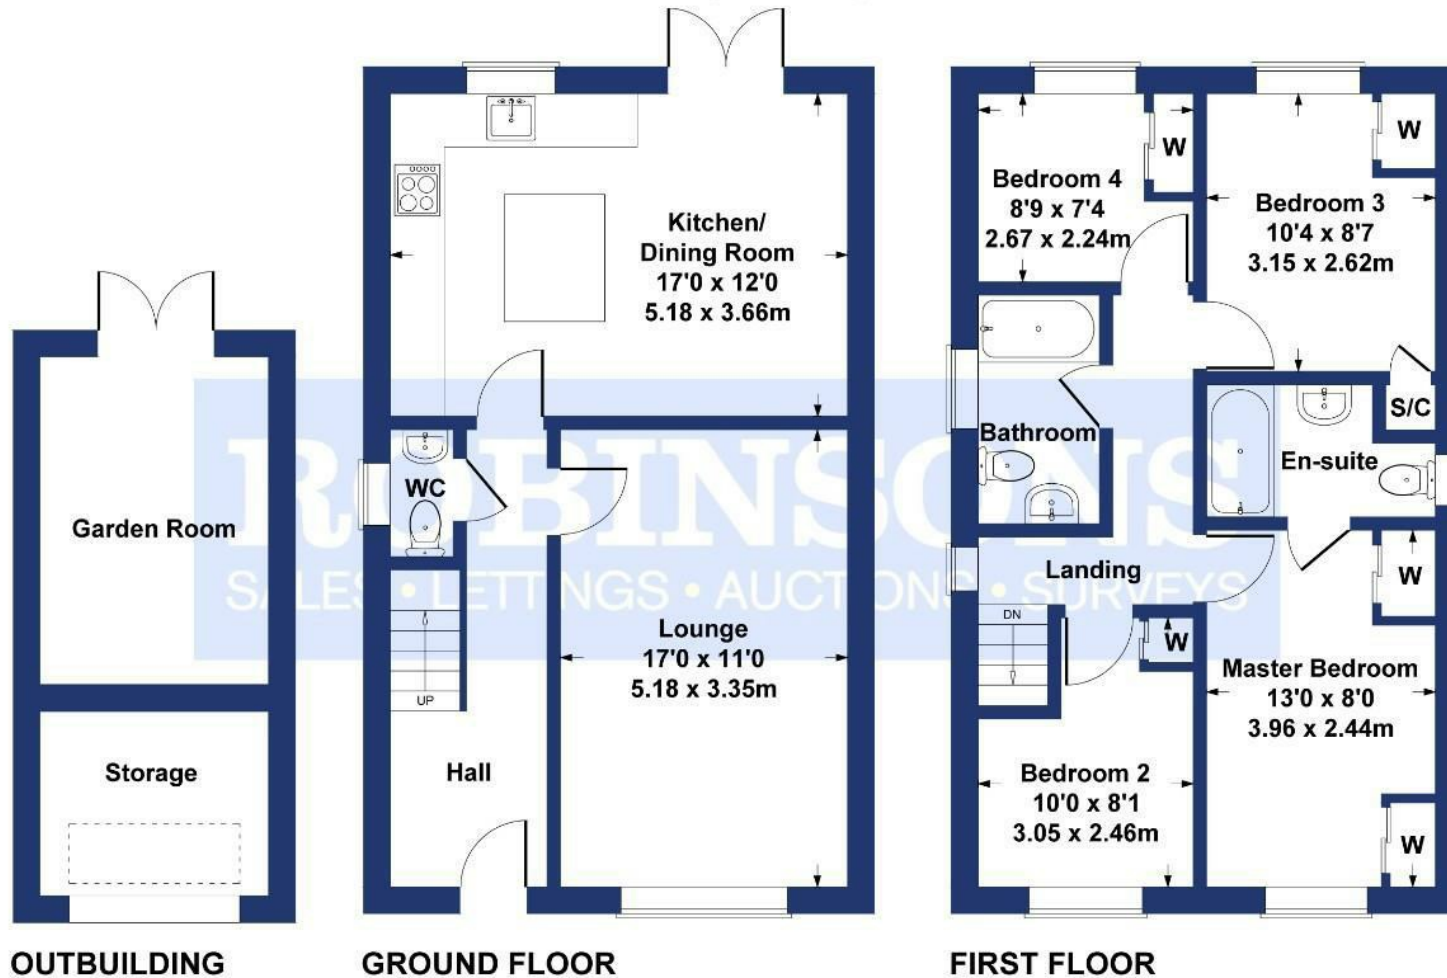 Garden Room
Storage
OUTBUILDING
Kitchen/
Dining Room
17'0 x 12'0
5.18 x 3.66m
WC
Lounge
17'0 x 11'0
5.18 x 3.35m
UP
Hall
GROUND FLOOR
Bedroom 4
8'9 x 7'4
2.67 x 2.24m
W
Bedroom 3
10'4 x 8'7
3.15 x 2.62m
W
Bathroom
S/C
En-suite
Landing
DN
W
W
Master Bedroom
13'0 x 8'0
3.96 x 2.44m
Bedroom 2
10'0 x 8'1
3.05 x 2.46m
W
FIRST FLOOR
ROBINSONS
SALES • LETTINGS • AUCTIONS • SURVEYS